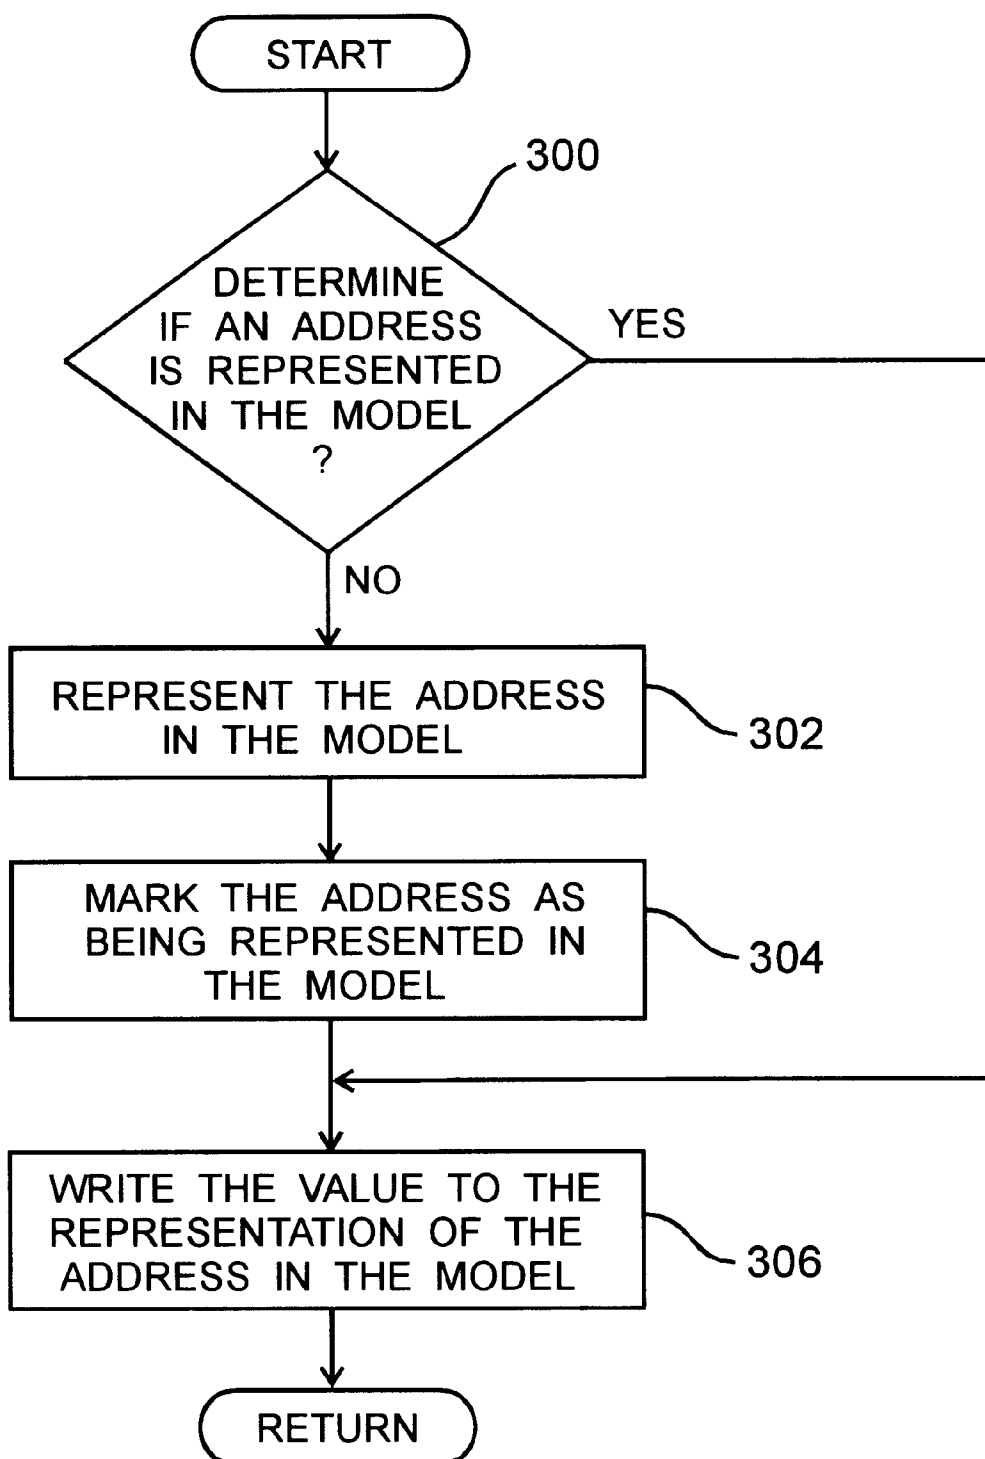 START
300
DETERMINE
IF AN ADDRESS
IS REPRESENTED
IN THE MODEL
?
YES
NO
REPRESENT THE ADDRESS
IN THE MODEL
302
MARK THE ADDRESS AS
BEING REPRESENTED IN
THE MODEL
304
WRITE THE VALUE TO THE
REPRESENTATION OF THE
ADDRESS IN THE MODEL
306
RETURN